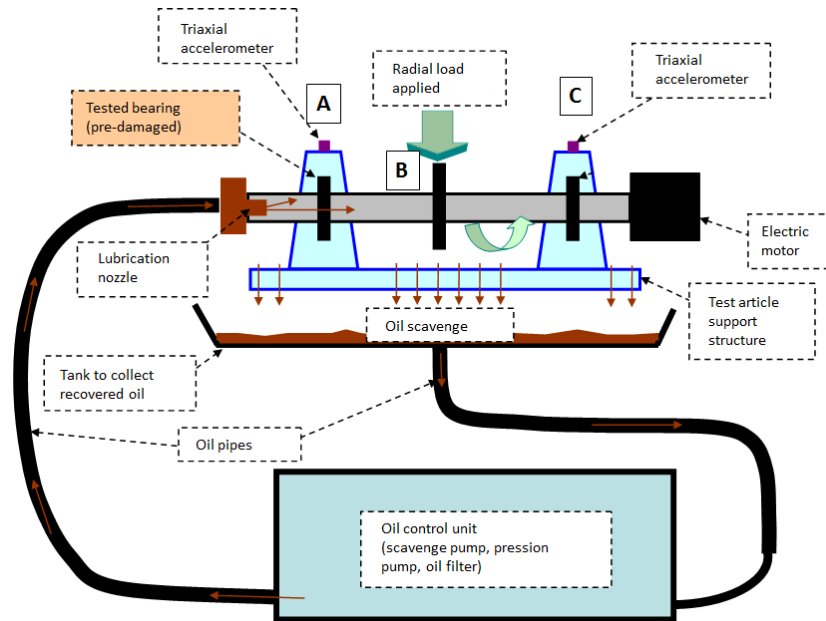 Triaxial
accelerometer
Radial load
applied
Triaxial
accelerometer
A
C
Tested bearing
(pre-damaged)
B
Lubrication
nozzle
Electric
motor
Test article
support
structure
Oil scavenge
Tank to collect
recovered oil
Oil pipes
Oil control unit
(scavenge pump, pression
pump, oil filter)